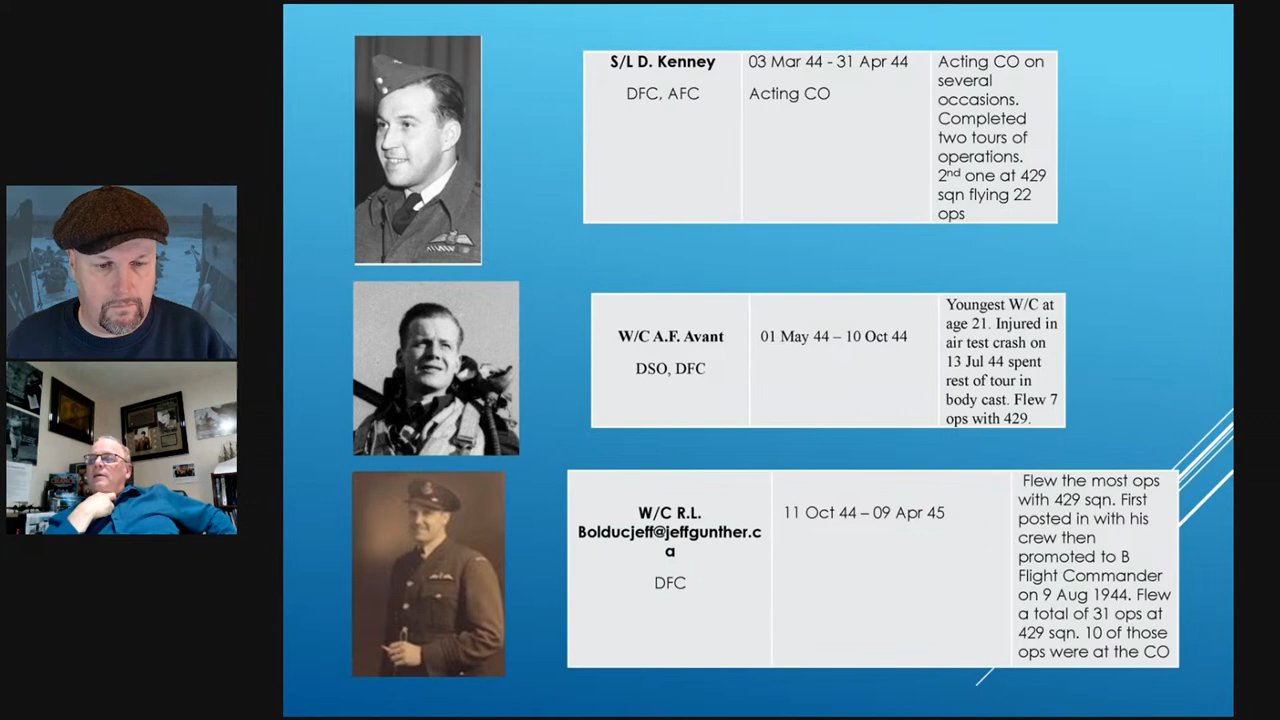 S/L D. Kenney
DFC, AFC
03 Mar 44 - 31 Apr 44
Acting CO
Acting CO on
several
occasions.
Completed
two tours of
operations.
2nd one at 429
sqn flying 22
ops
W/C A.F. Avant
DSO, DFC
01 May 44 – 10 Oct 44
Youngest W/C at
age 21. Injured in
air test crash on
13 Jul 44 spent
rest of tour in
body cast. Flew 7
ops with 429.
W/C R.L.
Bolducjeff@jeffgunther.c
a
DFC
11 Oct 44 – 09 Apr 45
Flew the most ops
with 429 sqn. First
posted in with his
crew then
promoted to B
Flight Commander
on 9 Aug 1944. Flew
a total of 31 ops at
429 sqn. 10 of those
ops were at the CO